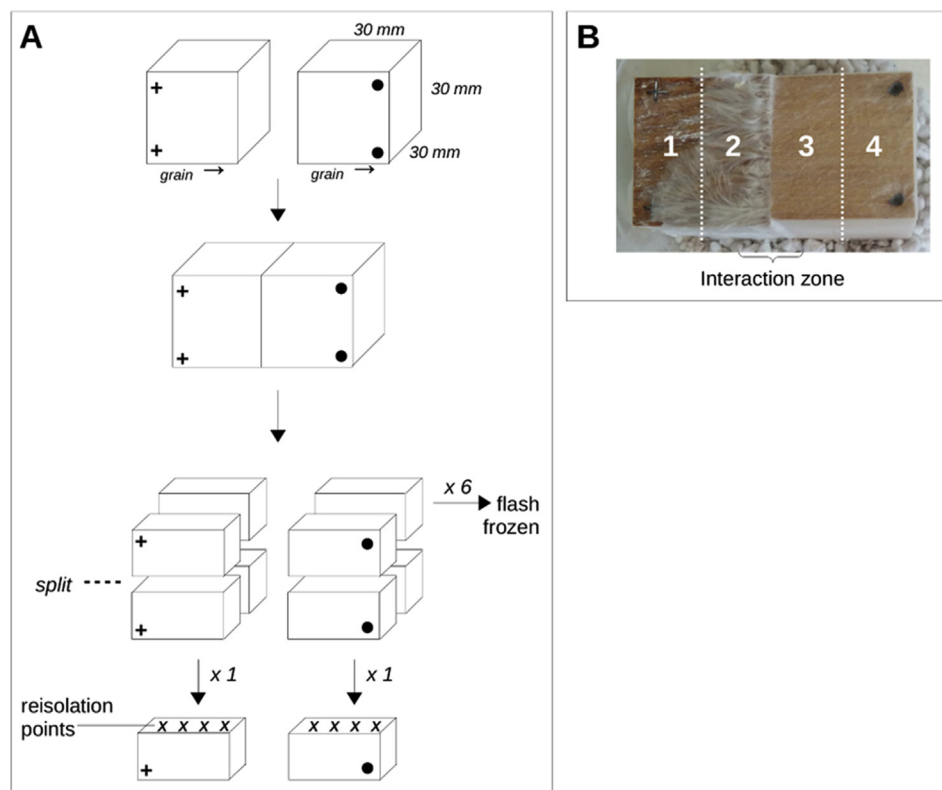 A
30 mm
30 mm
30 mm
+
+
grain →
grain →
+
+
x 6
flash
frozen
+
split
+
x 1
x 1
reisolation
points
x x x x
x x x x
+
+
B
+
1 2 3 4
Interaction zone